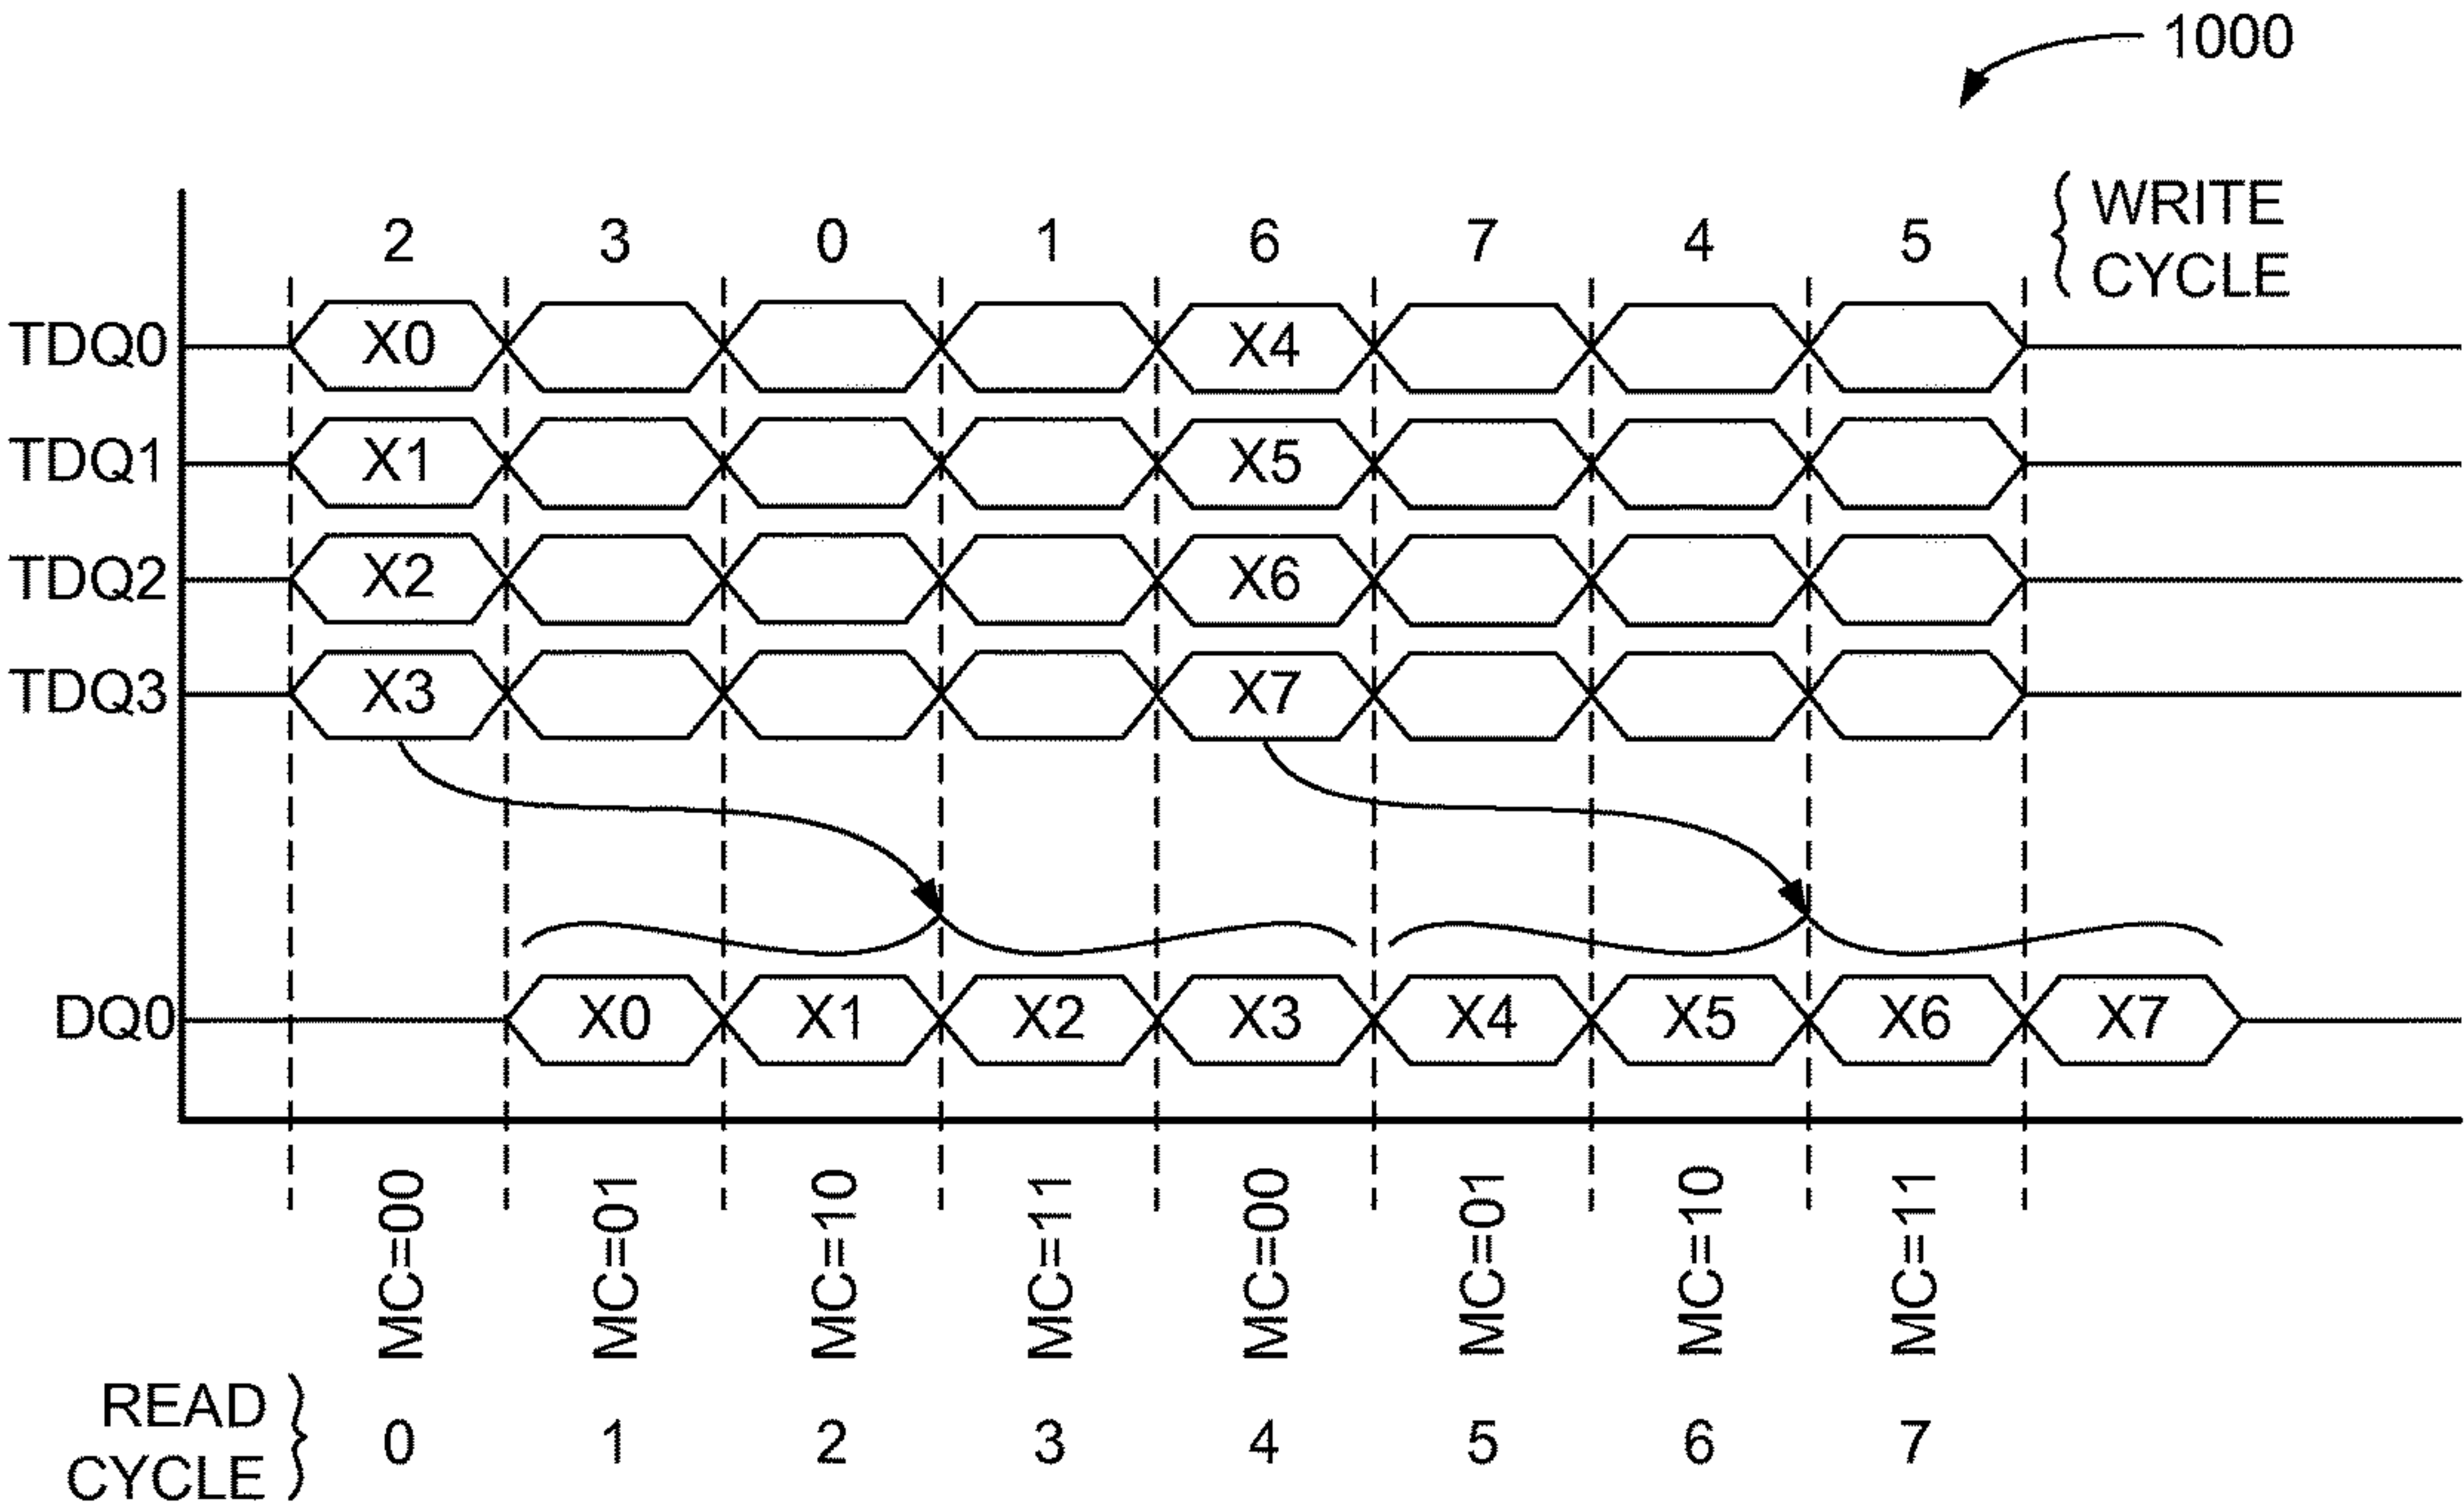 1000
WRITE
CYCLE
2 3 0 1 6 7 4 5
TDQ0 X0 X4
TDQ1 X1 X5
TDQ2 X2 X6
TDQ3 X3 X7
DQ0 X0 X1 X2 X3 X4 X5 X6 X7
MC=00 MC=01 MC=10 MC=11 MC=00 MC=01 MC=10 MC=11
READ
CYCLE
0 1 2 3 4 5 6 7